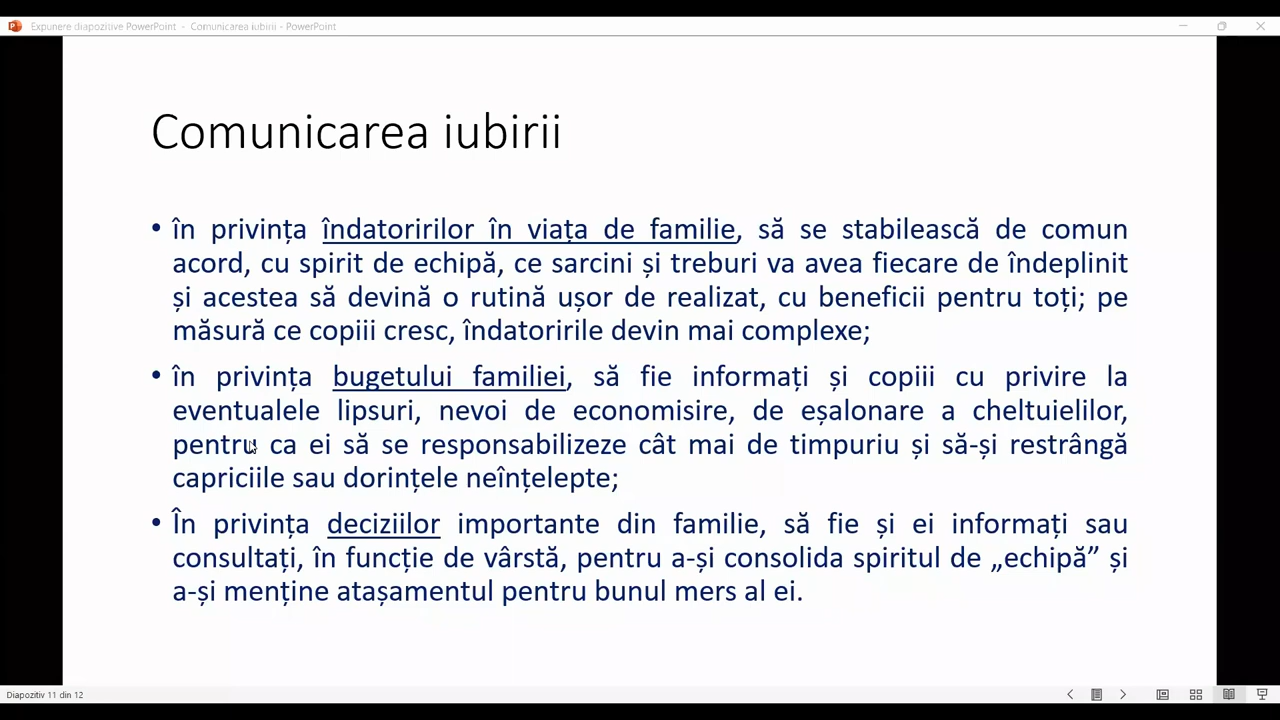 Expunere diapozitive PowerPoint - Comunicarea iubirii - PowerPoint
Comunicarea iubirii
• în privința îndatoririlor în viața de familie, să se stabilească de comun
acord, cu spirit de echipă, ce sarcini și treburi va avea fiecare de îndeplinit
și acestea să devină o rutină ușor de realizat, cu beneficii pentru toți; pe
măsură ce copiii cresc, îndatoririle devin mai complexe;
• în privința bugetului familiei, să fie informați și copiii cu privire la
eventualele lipsuri, nevoi de economisire, de eșalonare a cheltuielilor,
pentru ca ei să se responsabilizeze cât mai de timpuriu și să-și restrângă
capriciile sau dorințele neînțelepte;
• În privința deciziilor importante din familie, să fie și ei informați sau
consultați, în funcție de vârstă, pentru a-și consolida spiritul de „echipă” și
a-și menține atașamentul pentru bunul mers al ei.
Diapozitiv 11 din 12